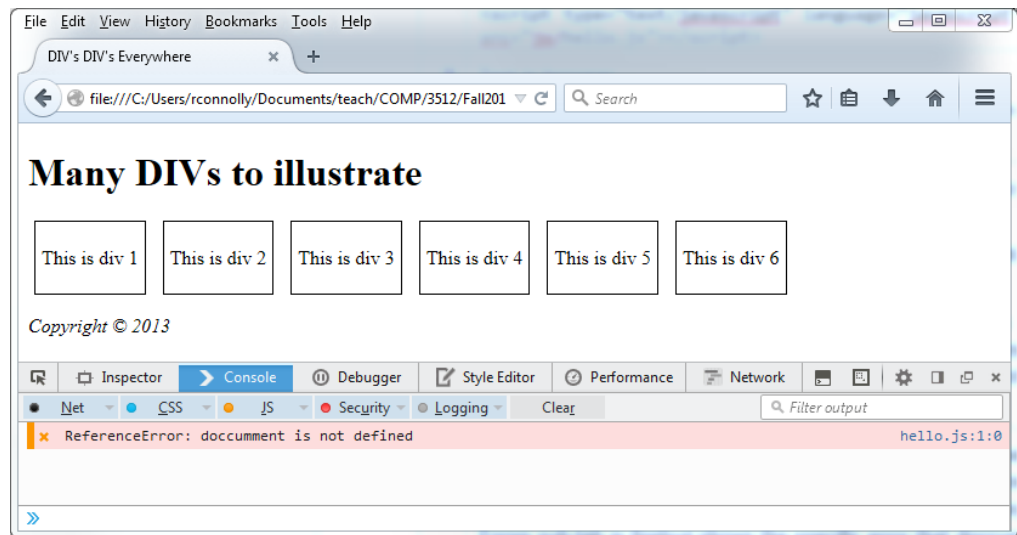 File Edit View History Bookmarks Tools Help
DIV's DIV's Everywhere
file:///C:/Users/rconnolly/Documents/teach/COMP/3512/Fall201 Search
Many DIVs to illustrate
This is div 1 This is div 2 This is div 3 This is div 4 This is div 5 This is div 6
Copyright © 2013
Inspector Console Debugger Style Editor Performance Network
Net CSS JS Security Logging Clear Filter output
ReferenceError: doccumment is not defined hello.js:1:0